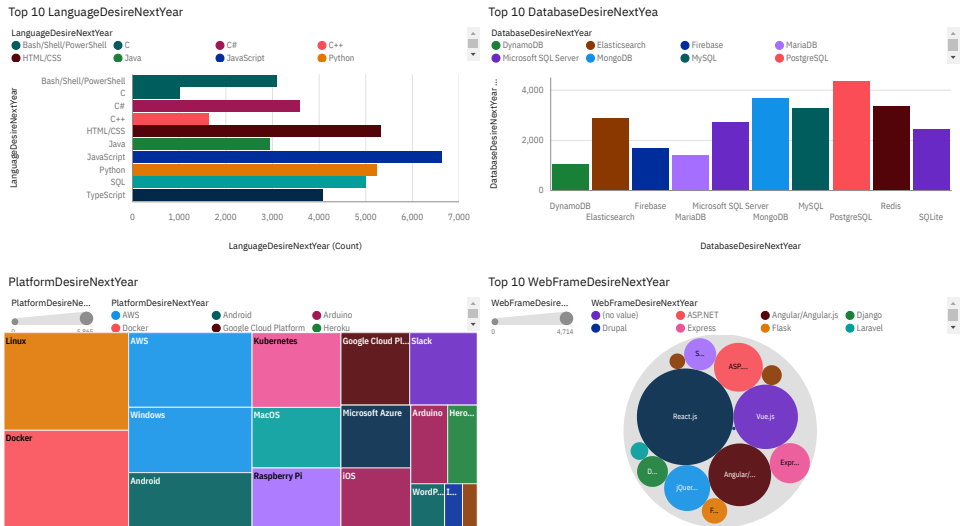 Top 10 LanguageDesireNextYear
LanguageDesireNextYear
Bash/Shell/PowerShell C C# C++
HTML/CSS Java JavaScript Python
LanguageDesireNextYear
Bash/Shell/PowerShell
C
C#
C++
HTML/CSS
Java
JavaScript
Python
SQL
TypeScript
0 1,000 2,000 3,000 4,000 5,000 6,000 7,000
LanguageDesireNextYear (Count)
Top 10 DatabaseDesireNextYea
DatabaseDesireNextYear
DynamoDB Elasticsearch Firebase MariaDB
Microsoft SQL Server MongoDB MySQL PostgreSQL
DatabaseDesireNextYear ...
4,000
2,000
0
DynamoDB Firebase Microsoft SQL Server MySQL Redis
Elasticsearch MariaDB MongoDB PostgreSQL SQLite
DatabaseDesireNextYear
PlatformDesireNextYear
PlatformDesireNe... PlatformDesireNextYear
AWS Android Arduino
0 5,865 Docker Google Cloud Platform Heroku
Linux AWS Kubernetes Google Cloud Pl... Slack
Windows MacOS Microsoft Azure Arduino Hero...
Docker
Android Raspberry Pi iOS
WordP... I...
Top 10 WebFrameDesireNextYear
WebFrameDesire... WebFrameDesireNextYear
(no value) ASP.NET Angular/Angular.js Django
0 4,714 Drupal Express Flask Laravel
S...
ASP....
React.js Vue.js
Expr...
D... Angular/...
jQuer...
F...